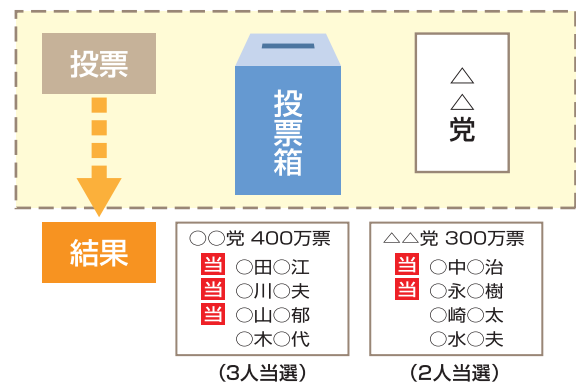 投票
投票箱
△△党
結果
○○党 400万票
当 ○田○江
当 ○川○夫
当 ○山○郁
○木○代
(3人当選)
△△党 300万票
当 ○中○治
当 ○永○樹
○崎○太
○水○夫
(2人当選)